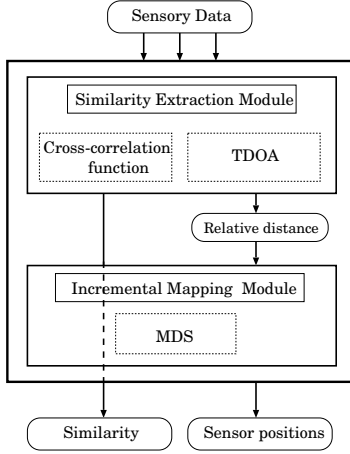 Sensory Data
Similarity Extraction Module
Cross-correlation
function
TDOA
Relative distance
Incremental Mapping Module
MDS
Similarity
Sensor positions